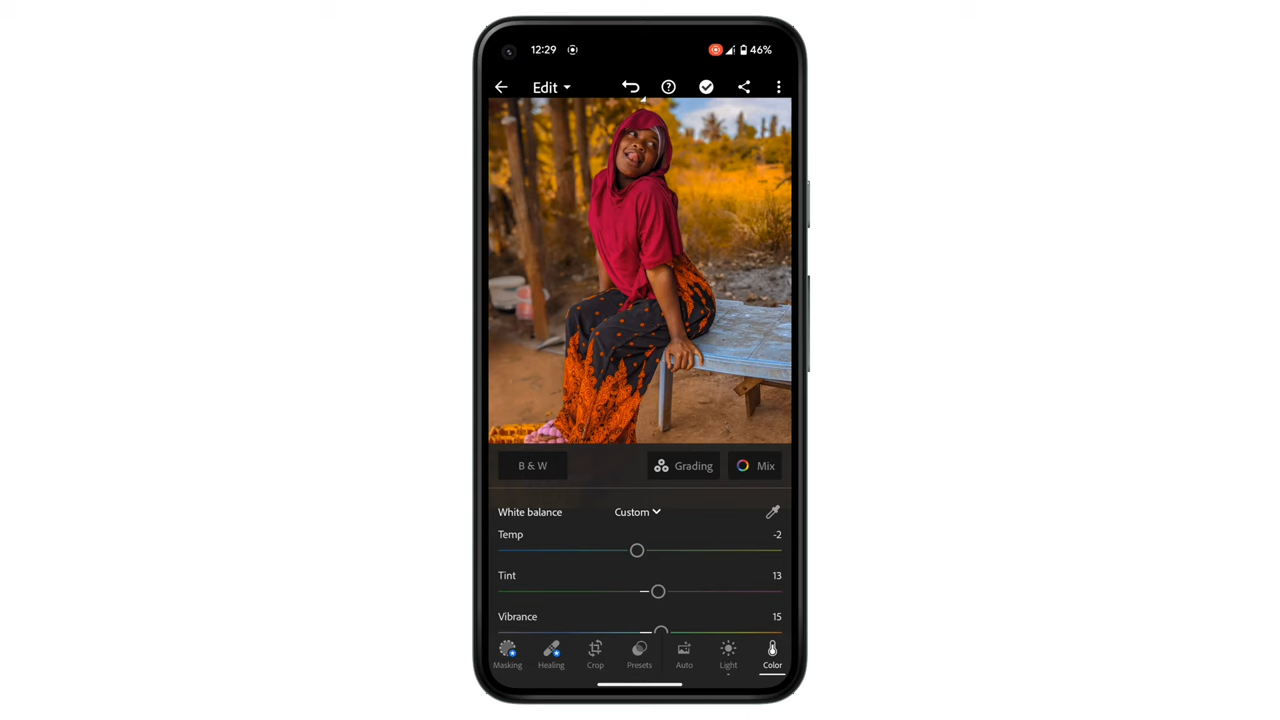 12:29 46%
Edit
B & W Grading Mix
White balance Custom
Temp -2
Tint 13
Vibrance 15
Masking Healing Crop Presets Auto Light Color